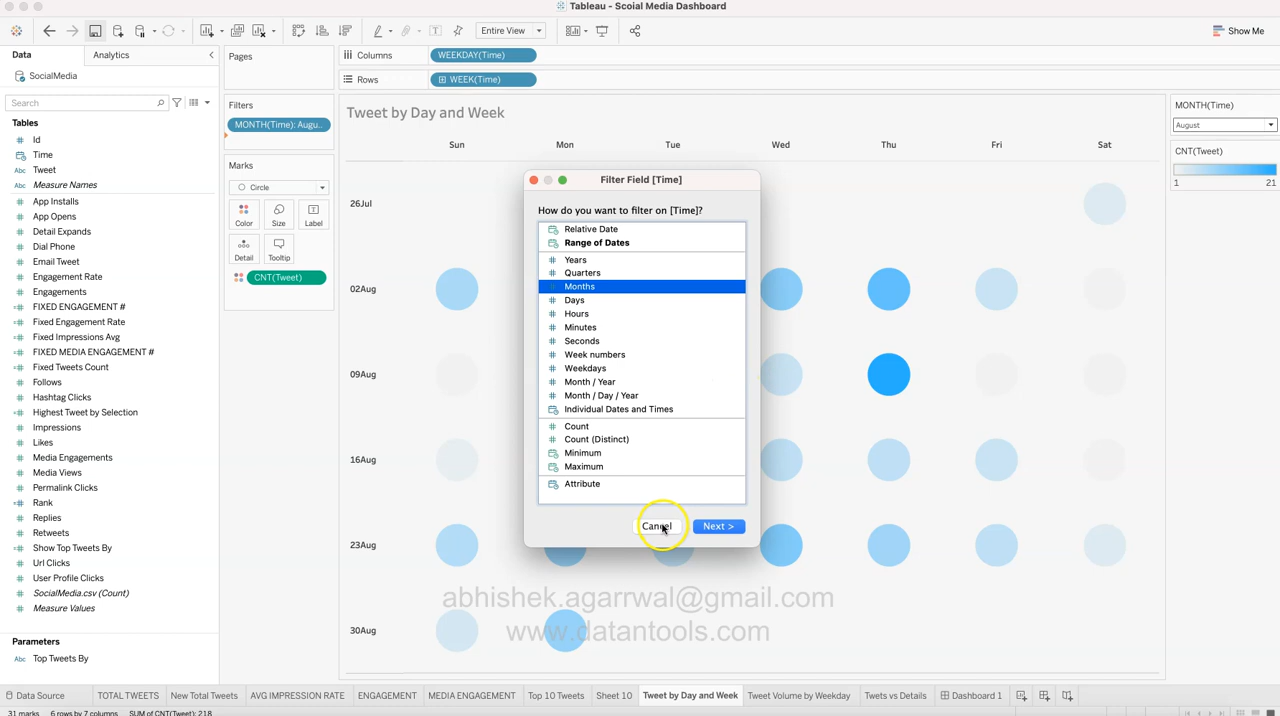 Tableau - Scoial Media Dashboard
Entire View
Show Me
Data
Analytics
SocialMedia
Search
Tables
Id
Time
Tweet
Measure Names
App Installs
App Opens
Detail Expands
Dial Phone
Email Tweet
Engagement Rate
Engagements
FIXED ENGAGEMENT #
Fixed Engagement Rate
Fixed Impressions Avg
FIXED MEDIA ENGAGEMENT #
Fixed Tweets Count
Follows
Hashtag Clicks
Highest Tweet by Selection
Impressions
Likes
Media Engagements
Media Views
Permalink Clicks
Rank
Replies
Retweets
Show Top Tweets By
Url Clicks
User Profile Clicks
SocialMedia.csv (Count)
Measure Values
Parameters
Top Tweets By
Pages
Filters
MONTH(Time): Augu..
Marks
Circle
Color
Size
Label
Detail
Tooltip
CNT(Tweet)
Columns
WEEKDAY(Time)
Rows
WEEK(Time)
Tweet by Day and Week
Sun Mon Tue Wed Thu Fri Sat
26Jul
02Aug
09Aug
16Aug
23Aug
30Aug
Filter Field [Time]
How do you want to filter on [Time]?
Relative Date
Range of Dates
Years
Quarters
Months
Days
Hours
Minutes
Seconds
Week numbers
Weekdays
Month / Year
Month / Day / Year
Individual Dates and Times
Count
Count (Distinct)
Minimum
Maximum
Attribute
Cancel
Next >
abhishek.agarrwal@gmail.com
www.datantools.com
MONTH(Time)
August
CNT(Tweet)
1 21
Data Source
TOTAL TWEETS
New Total Tweets
AVG IMPRESSION RATE
ENGAGEMENT
MEDIA ENGAGEMENT
Top 10 Tweets
Sheet 10
Tweet by Day and Week
Tweet Volume by Weekday
Twets vs Details
Dashboard 1
31 marks
6 rows by 7 columns
SUM of CNT(Tweet): 218